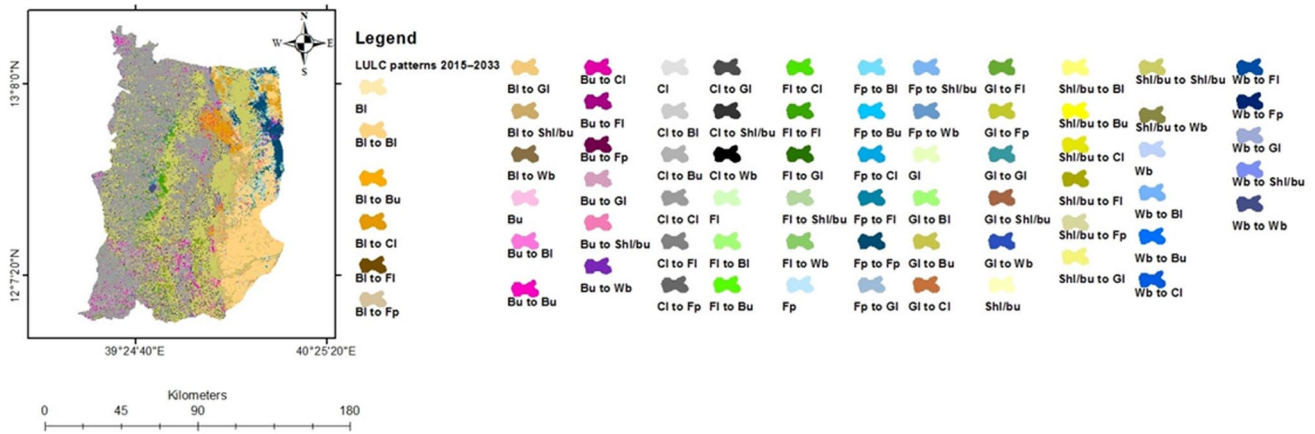 N
W E
S
13°8'0"N
12°7'20"N
39°24'40"E
40°25'20"E
Kilometers
0 45 90 180
Legend
LULC patterns 2015–2033
Bl
Bl to Bl
Bl to Bu
Bl to Cl
Bl to Fl
Bl to Fp
Bl to Gl
Bl to Shl/bu
Bl to Wb
Bu
Bu to Bl
Bu to Bu
Bu to Cl
Bu to Fl
Bu to Fp
Bu to Gl
Bu to Shl/bu
Bu to Wb
Cl
Cl to Bl
Cl to Bu
Cl to Cl
Cl to Fl
Cl to Fp
Cl to Gl
Cl to Shl/bu
Cl to Wb
Fl
Fl to Bl
Fl to Bu
Fl to Cl
Fl to Fl
Fl to Gl
Fl to Shl/bu
Fl to Wb
Fp
Fp to Bl
Fp to Bu
Fp to Cl
Fp to Fl
Fp to Fp
Fp to Gl
Fp to Shl/bu
Fp to Wb
Gl
Gl to Bl
Gl to Bu
Gl to Cl
Gl to Fl
Gl to Fp
Gl to Gl
Gl to Shl/bu
Gl to Wb
Shl/bu
Shl/bu to Bl
Shl/bu to Bu
Shl/bu to Cl
Shl/bu to Fl
Shl/bu to Fp
Shl/bu to Gl
Shl/bu to Shl/bu
Shl/bu to Wb
Wb
Wb to Bl
Wb to Bu
Wb to Cl
Wb to Fl
Wb to Fp
Wb to Gl
Wb to Shl/bu
Wb to Wb